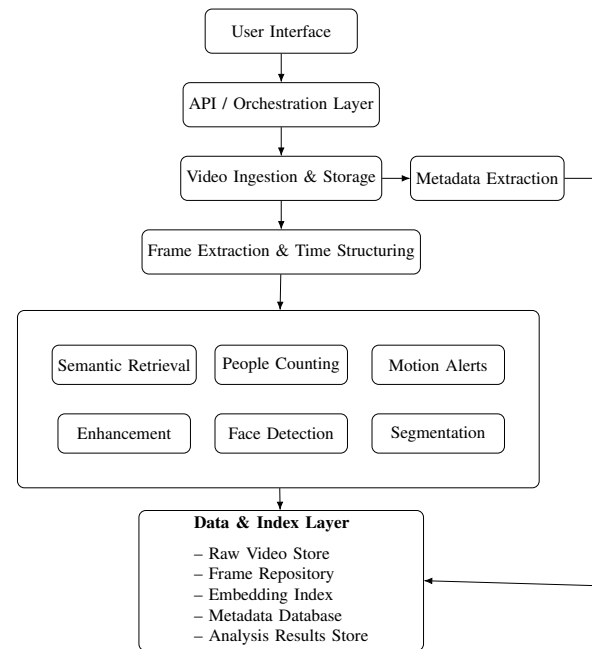 User Interface
API / Orchestration Layer
Video Ingestion & Storage
Metadata Extraction
Frame Extraction & Time Structuring
Semantic Retrieval
People Counting
Motion Alerts
Enhancement
Face Detection
Segmentation
Data & Index Layer
– Raw Video Store
– Frame Repository
– Embedding Index
– Metadata Database
– Analysis Results Store